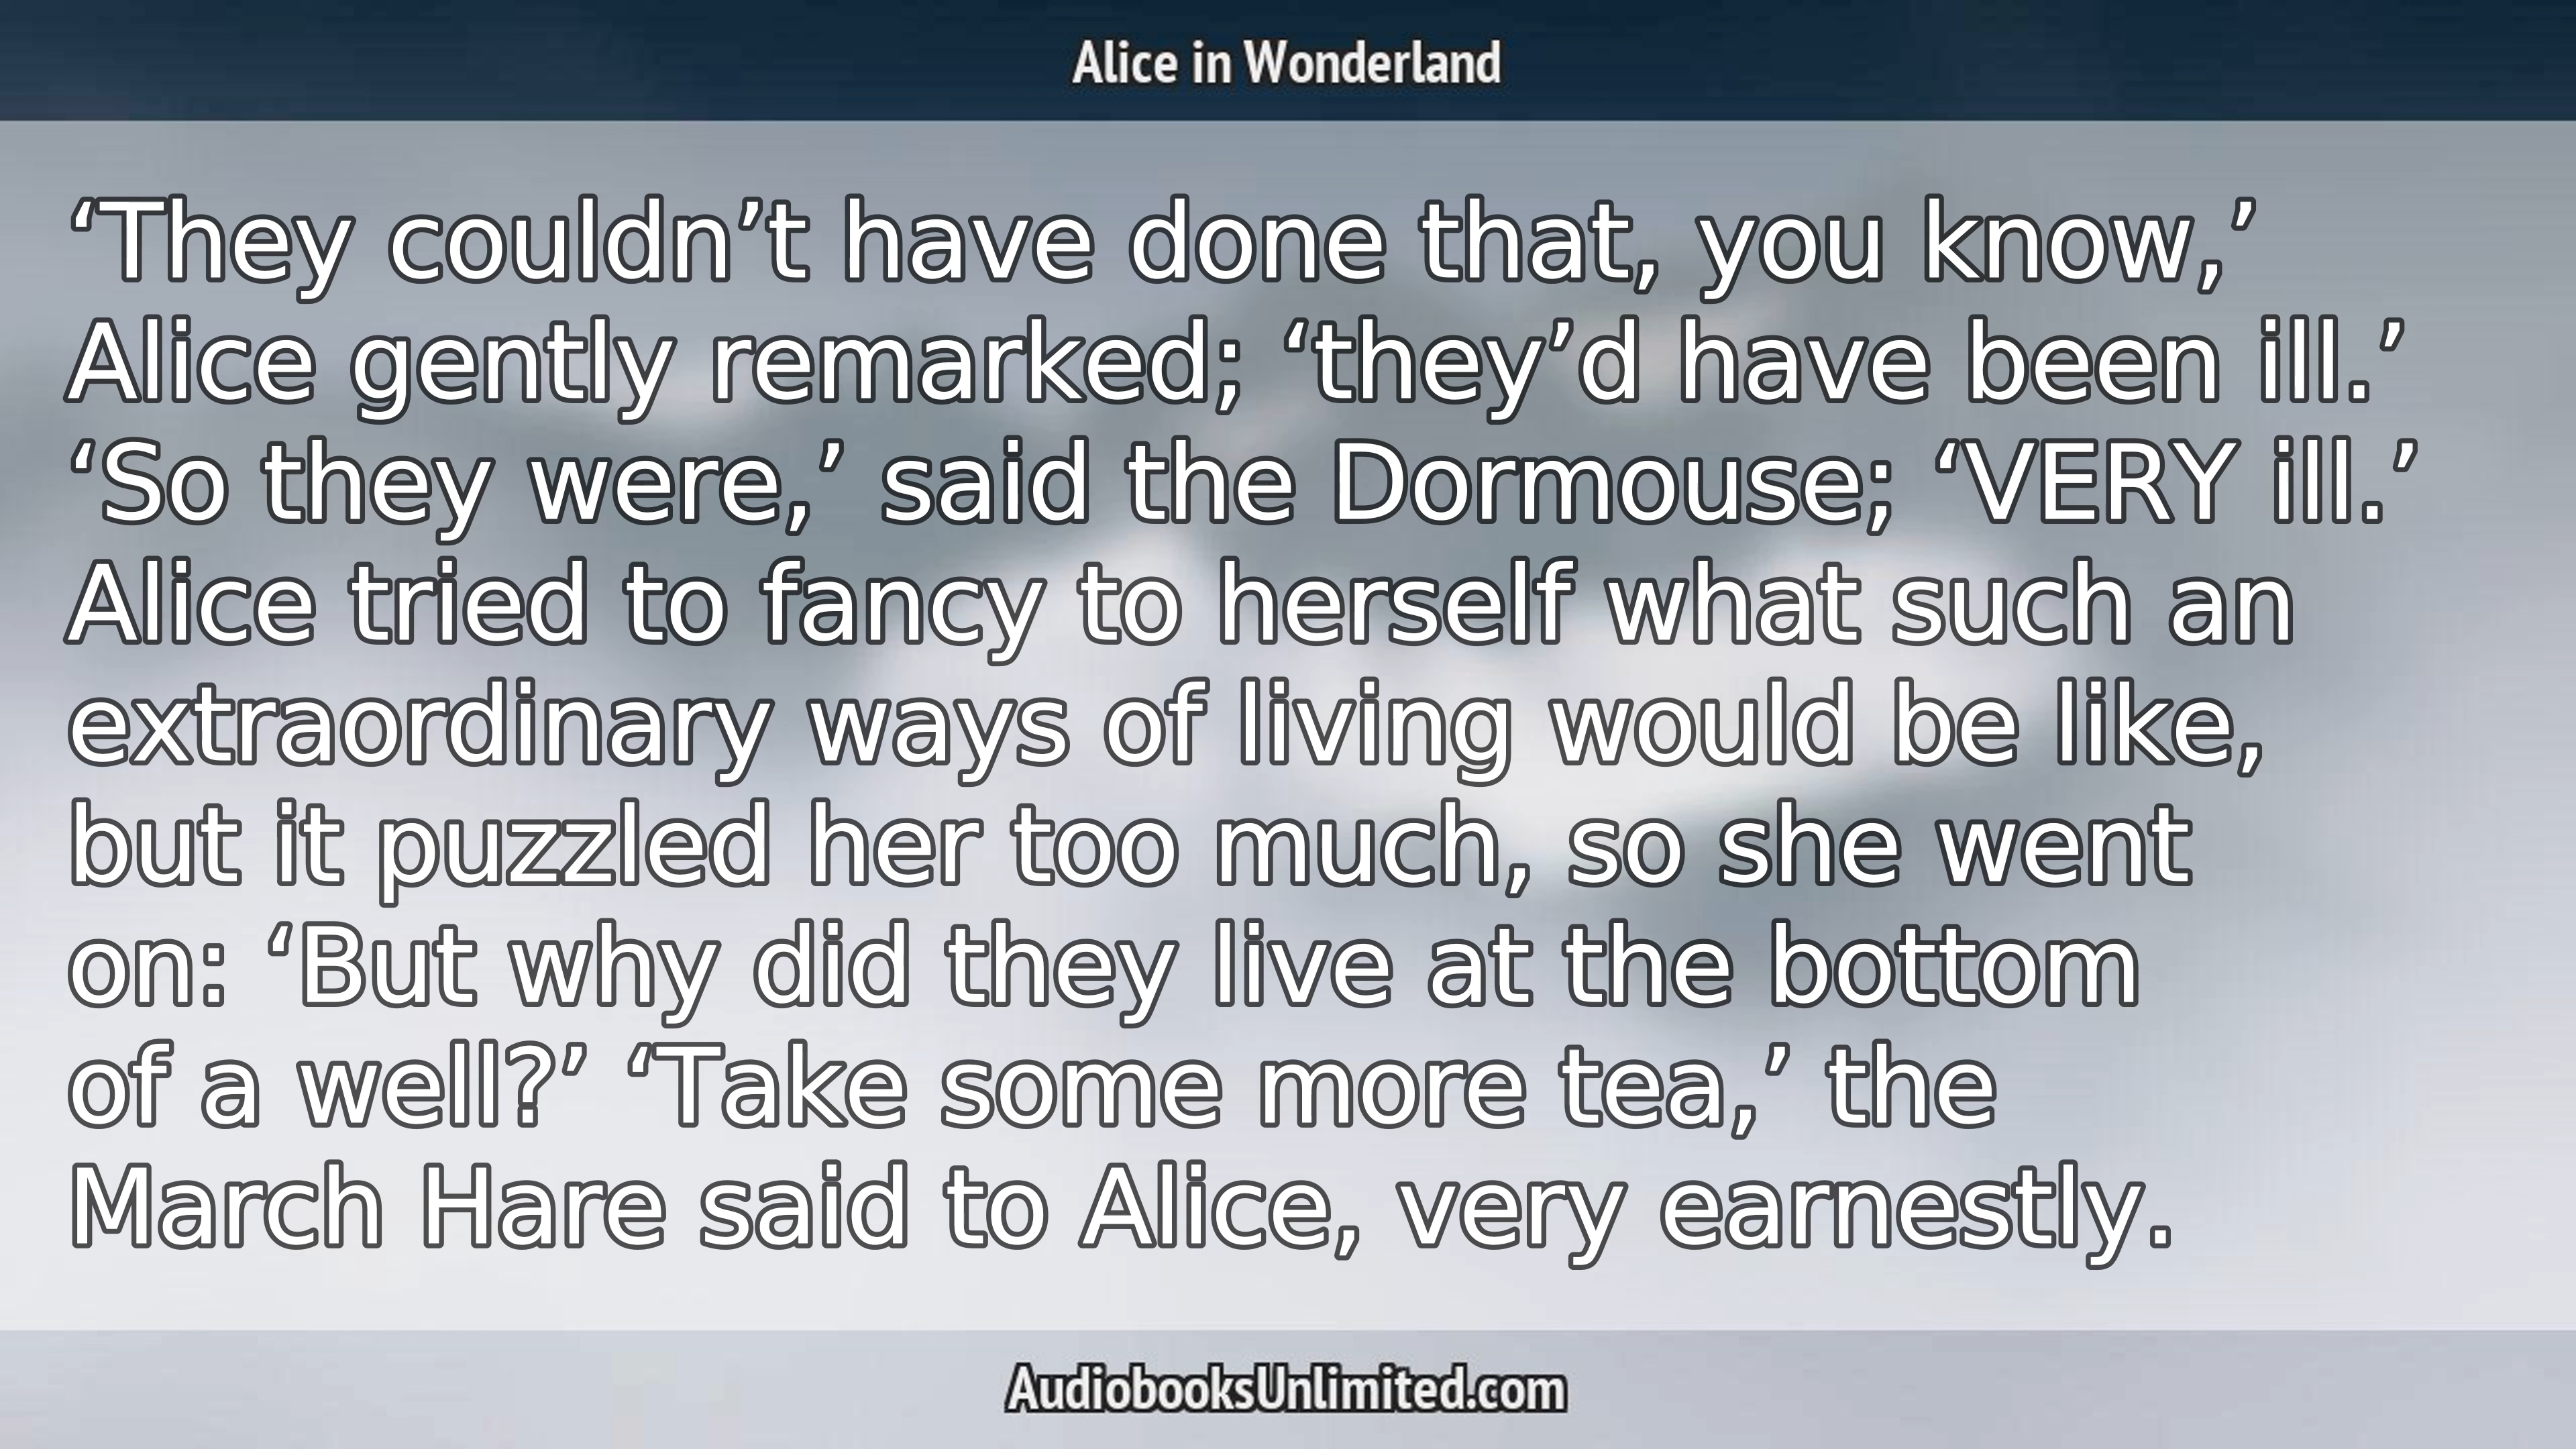 Alice in Wonderland
‘They couldn’t have done that, you know,’
Alice gently remarked; ‘they’d have been ill.’
‘So they were,’ said the Dormouse; ‘VERY ill.’
Alice tried to fancy to herself what such an
extraordinary ways of living would be like,
but it puzzled her too much, so she went
on: ‘But why did they live at the bottom
of a well?’ ‘Take some more tea,’ the
March Hare said to Alice, very earnestly.
AudiobooksUnlimited.com